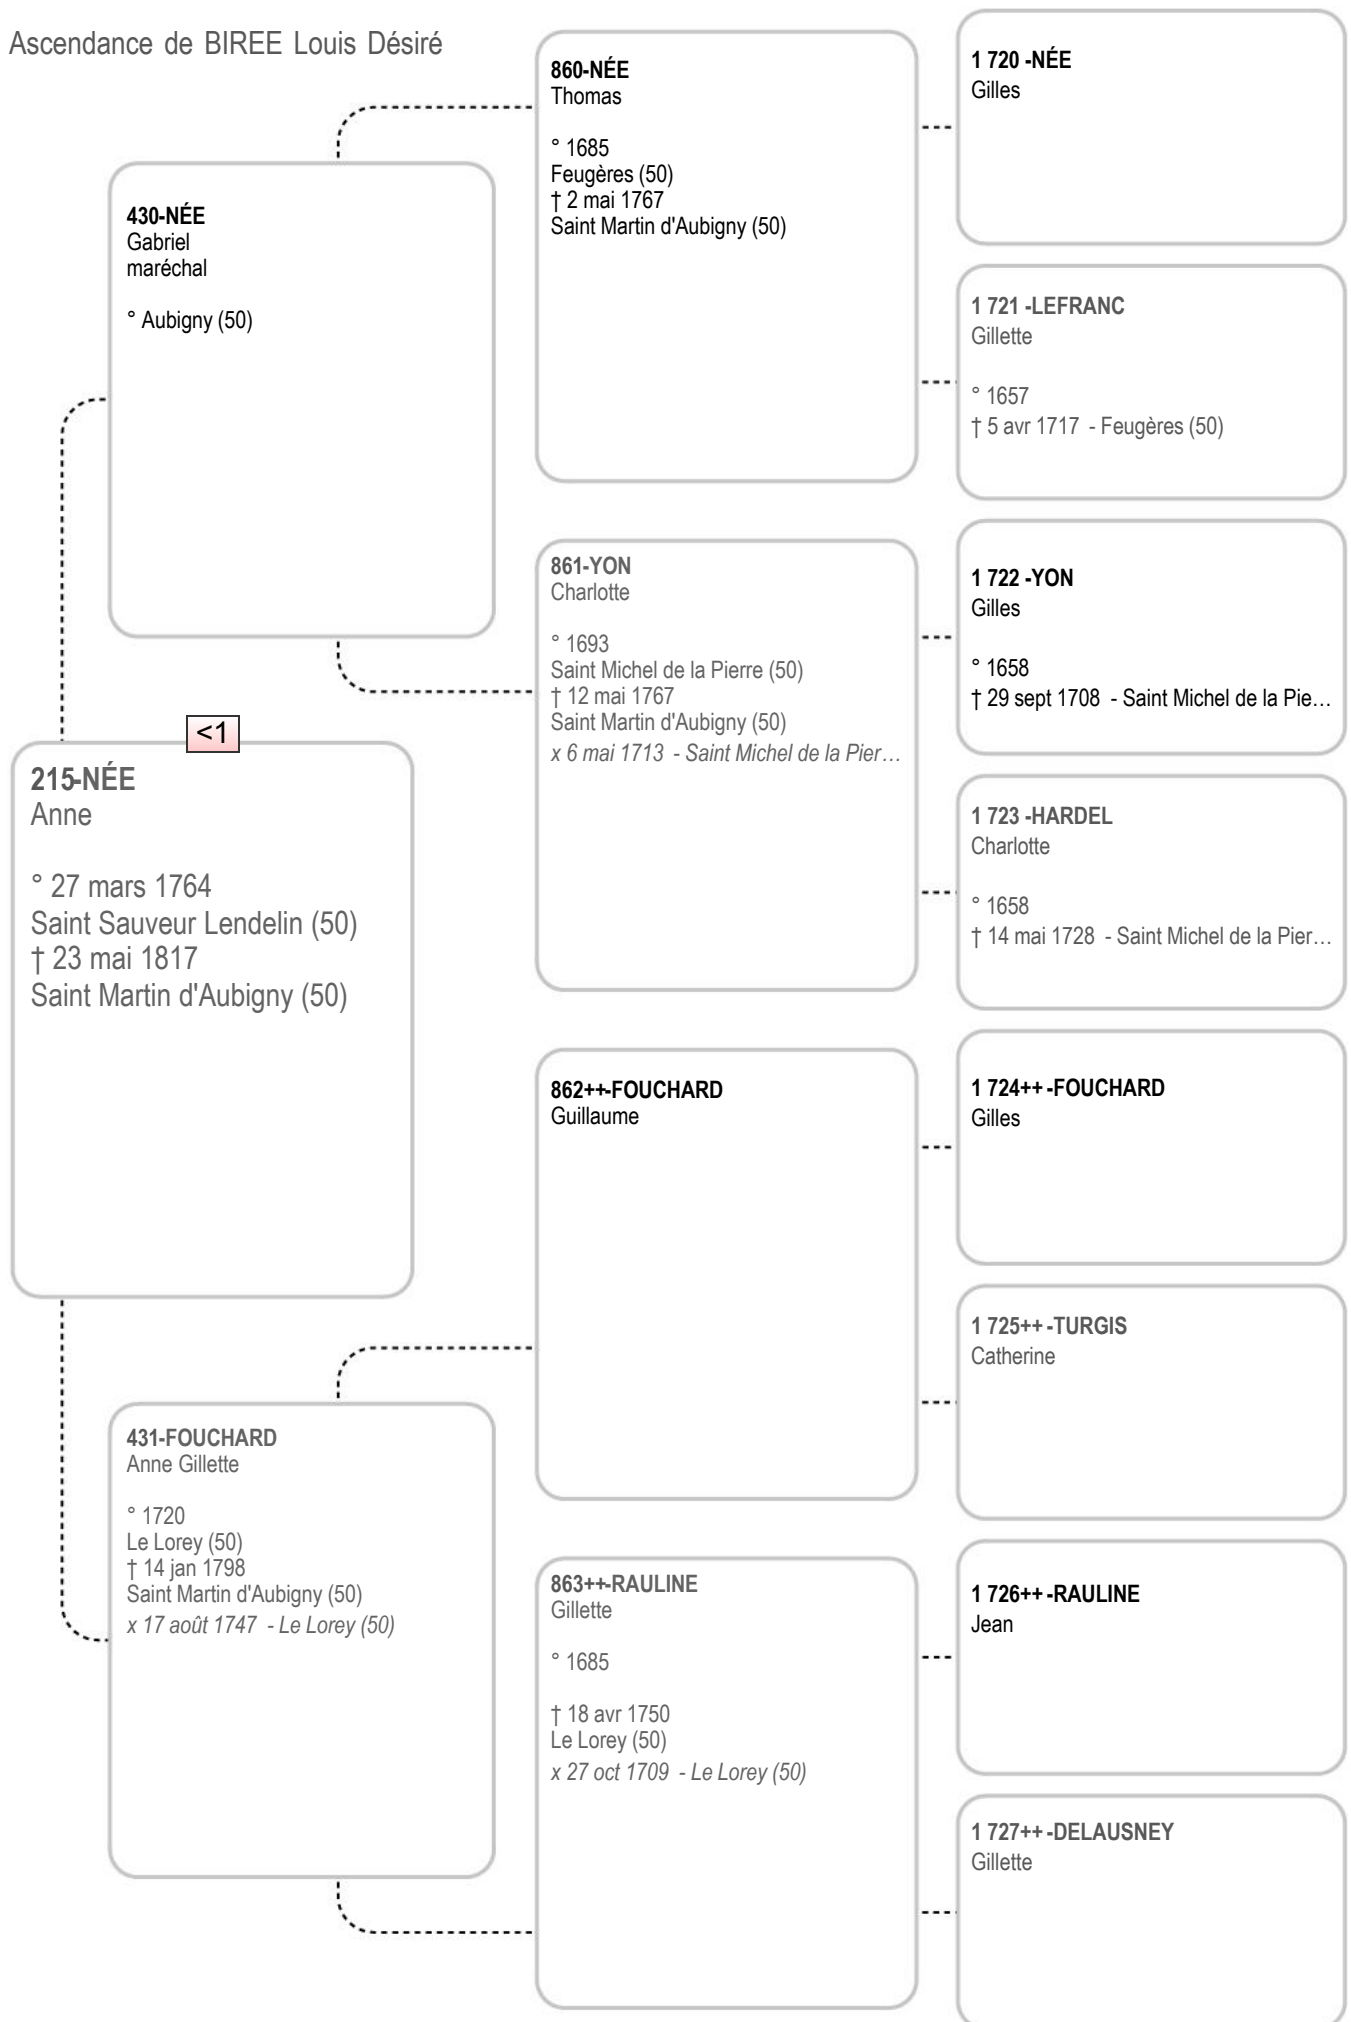 Ascendance de BIREE Louis Désiré
<1
215-NÉE
Anne
° 27 mars 1764
Saint Sauveur Lendelin (50)
† 23 mai 1817
Saint Martin d'Aubigny (50)
430-NÉE
Gabriel
maréchal
° Aubigny (50)
431-FOUCHARD
Anne Gillette
° 1720
Le Lorey (50)
† 14 jan 1798
Saint Martin d'Aubigny (50)
x 17 août 1747 - Le Lorey (50)
860-NÉE
Thomas
° 1685
Feugères (50)
† 2 mai 1767
Saint Martin d'Aubigny (50)
861-YON
Charlotte
° 1693
Saint Michel de la Pierre (50)
† 12 mai 1767
Saint Martin d'Aubigny (50)
x 6 mai 1713 - Saint Michel de la Pier…
862++-FOUCHARD
Guillaume
863++-RAULINE
Gillette
° 1685
† 18 avr 1750
Le Lorey (50)
x 27 oct 1709 - Le Lorey (50)
1 720 -NÉE
Gilles
1 721 -LEFRANC
Gillette
° 1657
† 5 avr 1717 - Feugères (50)
1 722 -YON
Gilles
° 1658
† 29 sept 1708 - Saint Michel de la Pie…
1 723 -HARDEL
Charlotte
° 1658
† 14 mai 1728 - Saint Michel de la Pier…
1 724++ -FOUCHARD
Gilles
1 725++ -TURGIS
Catherine
1 726++ -RAULINE
Jean
1 727++ -DELAUSNEY
Gillette